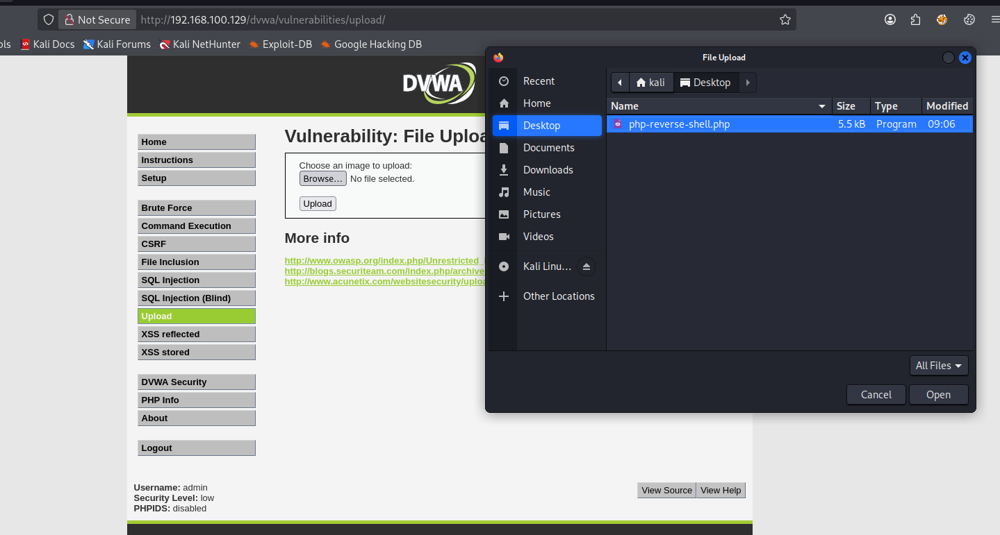 Not Secure http://192.168.100.129/dvwa/vulnerabilities/upload/
ols Kali Docs Kali Forums Kali NetHunter Exploit-DB Google Hacking DB
DVWA
Home
Instructions
Setup
Brute Force
Command Execution
CSRF
File Inclusion
SQL Injection
SQL Injection (Blind)
Upload
XSS reflected
XSS stored
DVWA Security
PHP Info
About
Logout
Vulnerability: File Uploa
Choose an image to upload:
Browse... No file selected.
Upload
More info
http://www.owasp.org/index.php/Unrestricted_
http://blogs.securiteam.com/index.php/archive
http://www.acunetix.com/websitesecurity/uploa
File Upload
Recent
Home
Desktop
Documents
Downloads
Music
Pictures
Videos
Kali Linu...
Other Locations
kali Desktop
Name Size Type Modified
php-reverse-shell.php 5.5 kB Program 09:06
All Files
Cancel Open
Username: admin
Security Level: low
PHPIDS: disabled
View Source View Help